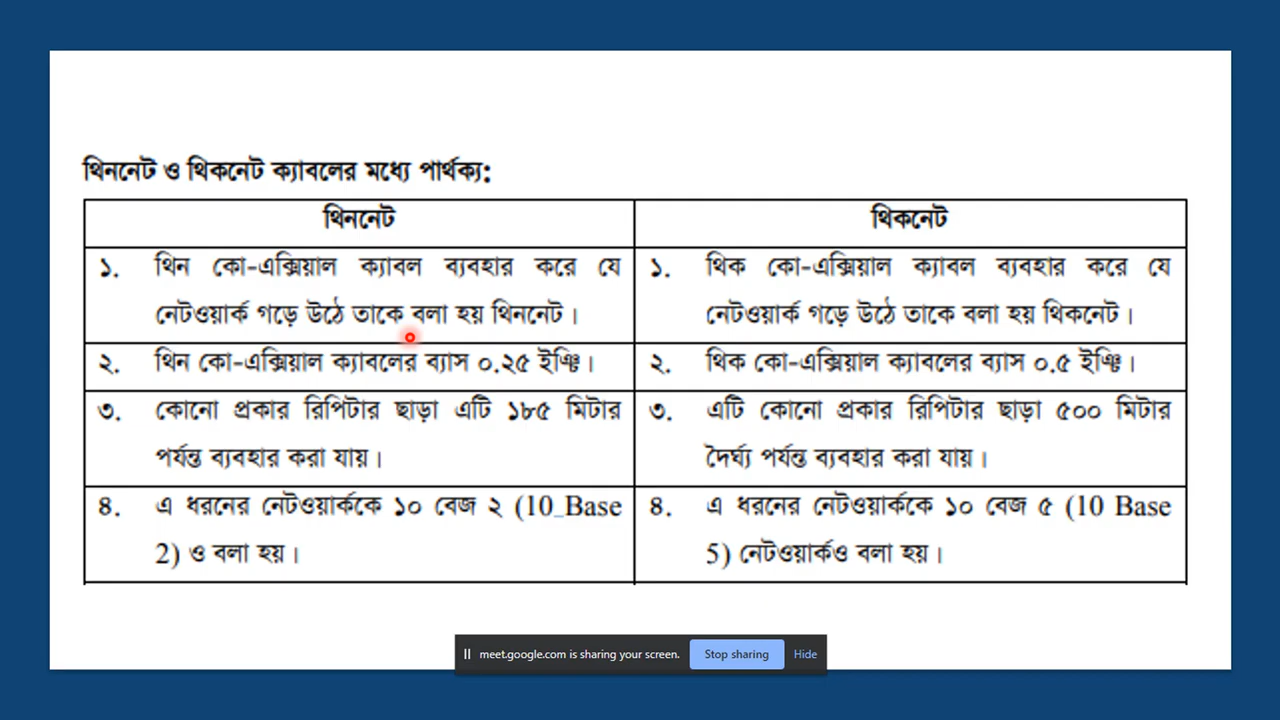 থিননেট ও থিকনেট ক্যাবলের মধ্যে পার্থক্য:
থিননেট
থিকনেট
১. থিন কো-এক্সিয়াল ক্যাবল ব্যবহার করে যে
নেটওয়ার্ক গড়ে উঠে তাকে বলা হয় থিননেট।
১. থিক কো-এক্সিয়াল ক্যাবল ব্যবহার করে যে
নেটওয়ার্ক গড়ে উঠে তাকে বলা হয় থিকনেট।
২. থিন কো-এক্সিয়াল ক্যাবলের ব্যাস ০.২৫ ইঞ্চি।
২. থিক কো-এক্সিয়াল ক্যাবলের ব্যাস ০.৫ ইঞ্চি।
৩. কোনো প্রকার রিপিটার ছাড়া এটি ১৮৫ মিটার
পর্যন্ত ব্যবহার করা যায়।
৩. এটি কোনো প্রকার রিপিটার ছাড়া ৫০০ মিটার
দৈর্ঘ্য পর্যন্ত ব্যবহার করা যায়।
৪. এ ধরনের নেটওয়ার্ককে ১০ বেজ ২ (10_Base
2) ও বলা হয়।
৪. এ ধরনের নেটওয়ার্ককে ১০ বেজ ৫ (10 Base
5) নেটওয়ার্কও বলা হয়।
meet.google.com is sharing your screen. Stop sharing Hide